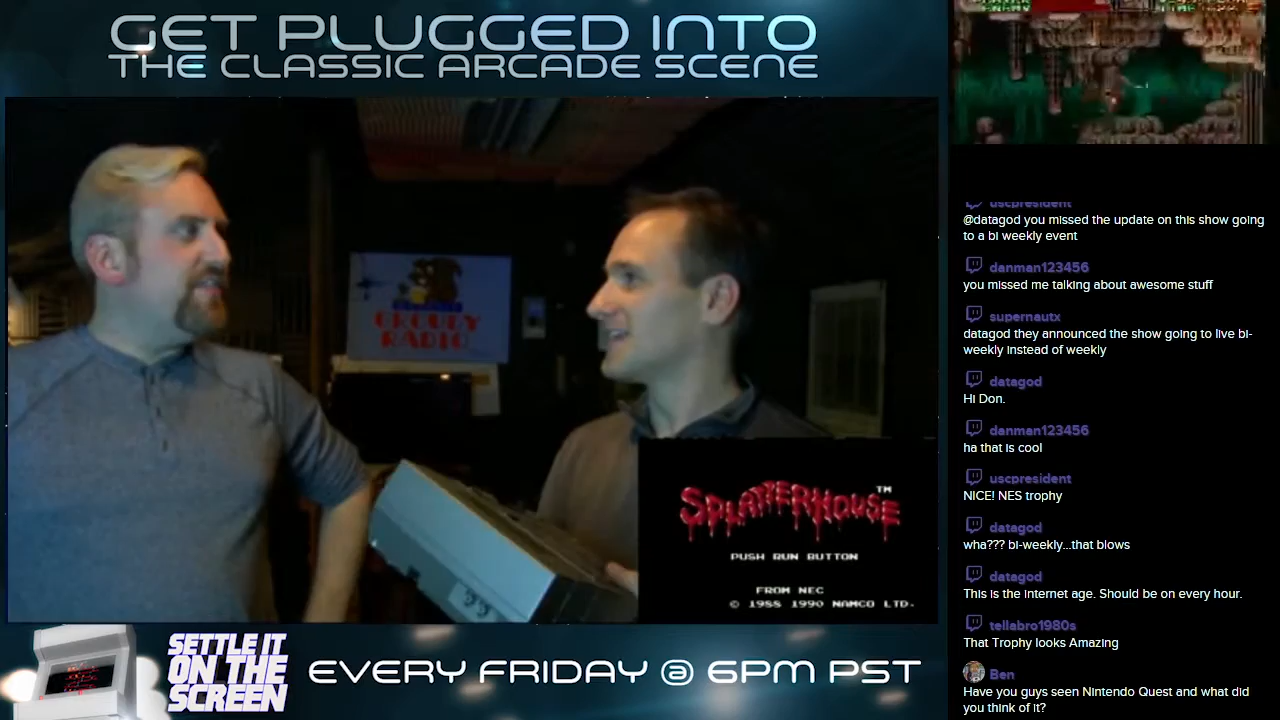 GET PLUGGED INTO
THE CLASSIC ARCADE SCENE
GROUCHY
RADIO
SPLATTERHOUSE™
PUSH RUN BUTTON
FROM NEC
© 1988 1990 NAMCO LTD.
SETTLE IT
ON THE
SCREEN
EVERY FRIDAY @ 6PM PST
uscpresident
@datagod you missed the update on this show going
to a bi weekly event
danman123456
you missed me talking about awesome stuff
supernautx
datagod they announced the show going to live bi-
weekly instead of weekly
datagod
Hi Don.
danman123456
ha that is cool
uscpresident
NICE! NES trophy
datagod
wha??? bi-weekly...that blows
datagod
This is the internet age. Should be on every hour.
tellabro1980s
That Trophy looks Amazing
Ben
Have you guys seen Nintendo Quest and what did
you think of it?